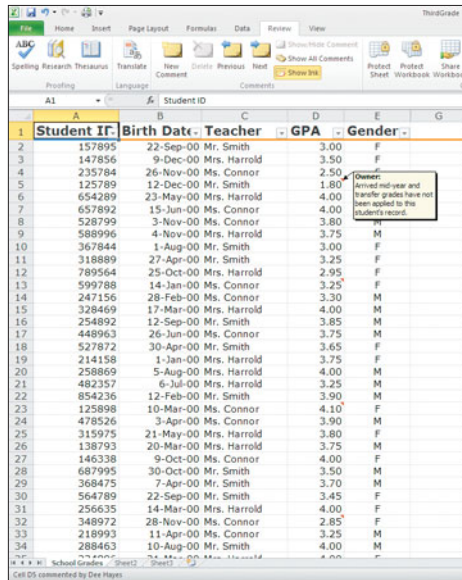 ThirdGrade
File Home Insert Page Layout Formulas Data Review View
ABC
Spelling Research Thesaurus Translate New Comment Delete Previous Next Show/Hide Comment
Show All Comments
Show Ink
Protect Sheet Protect Workbook Share
Proofing Language Comments
A1 fx Student ID
A B C D E G
1 Student ID Birth Date Teacher GPA Gender
2 157895 22-Sep-00 Mr. Smith 3.00 F
3 147856 9-Dec-00 Mrs. Harrold 3.50 F
4 235784 26-Nov-00 Ms. Connor 2.50 F
5 125789 12-Dec-00 Mr. Smith 1.80
Owner:
Arrived mid-year and
transfer grades have not
been applied to this
student's record.
6 654289 23-May-00 Mrs. Harrold 4.00
7 657892 15-Jun-00 Ms. Connor 4.00
8 528799 3-Nov-00 Ms. Connor 3.80 M
9 588996 4-Nov-00 Mrs. Harrold 3.75 M
10 367844 1-Aug-00 Mr. Smith 3.00 F
11 318889 27-Apr-00 Mr. Smith 3.25 F
12 789564 25-Oct-00 Mrs. Harrold 2.95 F
13 599788 14-Jan-00 Ms. Connor 3.25 F
14 247156 28-Feb-00 Ms. Connor 3.30 M
15 328469 17-Mar-00 Mrs. Harrold 4.00 M
16 254892 12-Sep-00 Mr. Smith 3.85 M
17 448963 26-Jun-00 Ms. Connor 3.75 M
18 527872 30-Apr-00 Mr. Smith 3.65 F
19 214158 1-Jan-00 Mrs. Harrold 3.75 F
20 258869 5-Aug-00 Mrs. Harrold 4.00 M
21 482357 6-Jul-00 Mrs. Harrold 3.25 M
22 854236 12-Feb-00 Mr. Smith 3.90 M
23 125898 10-Mar-00 Ms. Connor 4.10 F
24 478526 3-Apr-00 Ms. Connor 3.90 M
25 315975 21-May-00 Mrs. Harrold 3.80 F
26 138793 20-Mar-00 Mrs. Harrold 3.75 M
27 146338 9-Oct-00 Ms. Connor 4.00 F
28 687995 30-Oct-00 Mr. Smith 3.50 M
29 368475 7-Apr-00 Mr. Smith 3.70 M
30 564789 22-Sep-00 Mr. Smith 3.45 F
31 256635 14-Mar-00 Mrs. Harrold 4.00 F
32 348972 28-Nov-00 Ms. Connor 2.85 F
33 218993 11-Apr-00 Ms. Connor 3.25 M
34 288463 10-Aug-00 Mr. Smith 4.00 M
School Grades Sheet2 Sheet3
Cell D5 commented by Dee Hayes